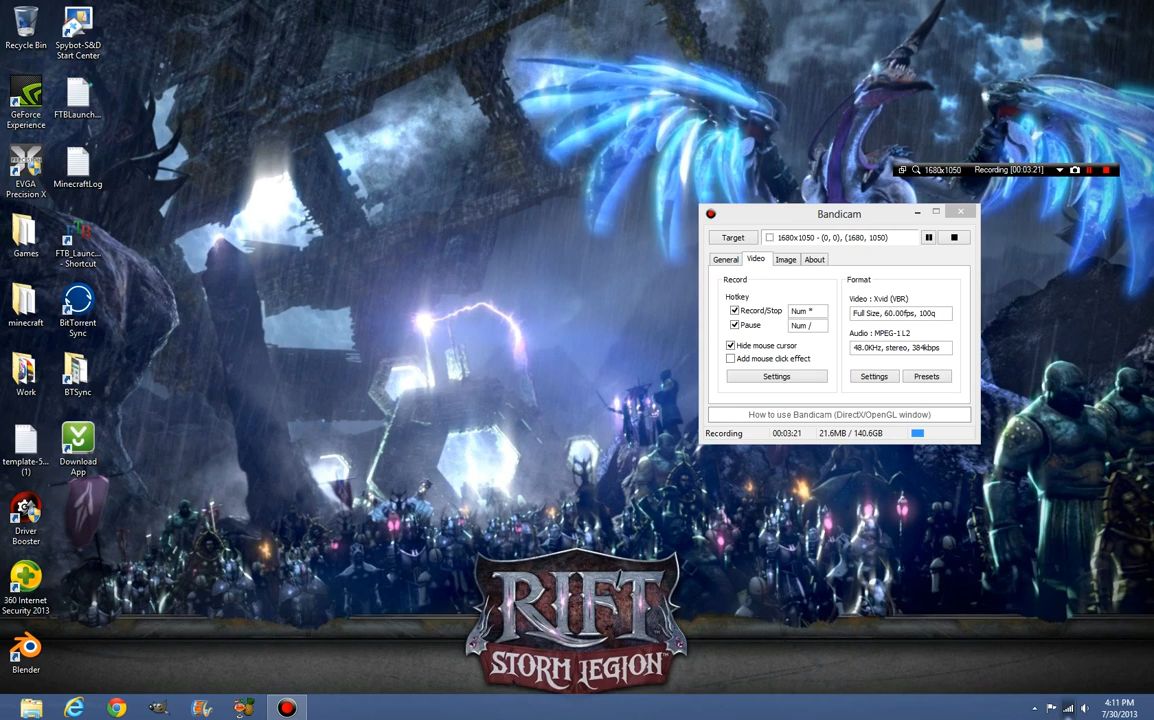 Recycle Bin
Spybot-S&D
Start Center
GeForce
Experience
FTBLaunch...
EVGA
Precision X
MinecraftLog
Games
FTB_Launc...
- Shortcut
minecraft
BitTorrent
Sync
Work
BTSync
template-5...
(1)
Download
App
Driver
Booster
360 Internet
Security 2013
Blender
1680x1050 Recording [00:03:21]
Bandicam
Target
1680x1050 - (0, 0), (1680, 1050)
General Video Image About
Record
Hotkey
Record/Stop Num *
Pause Num /
Hide mouse cursor
Add mouse click effect
Settings
Format
Video : Xvid (VBR)
Full Size, 60.00fps, 100q
Audio : MPEG-1 L2
48.0KHz, stereo, 384kbps
Settings Presets
How to use Bandicam (DirectX/OpenGL window)
Recording 00:03:21 21.6MB / 140.6GB
RIFT
STORM LEGION™
4:11 PM
7/30/2013